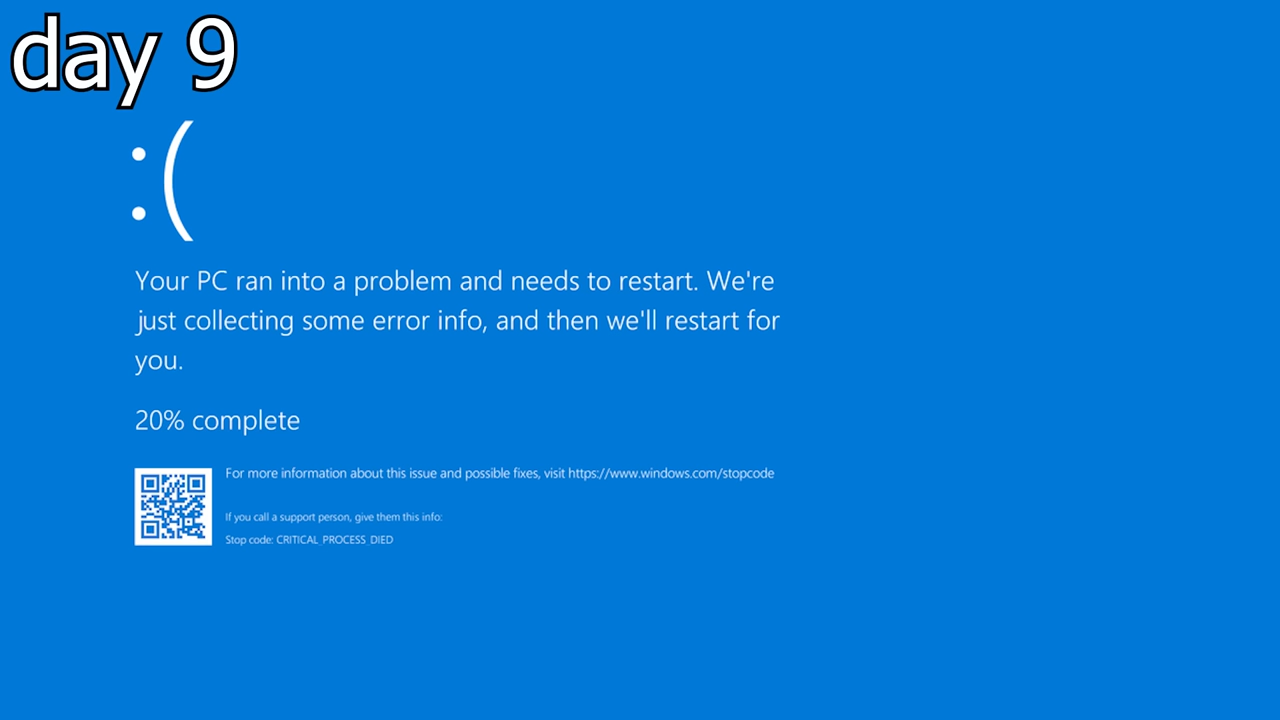 day 9
:(
Your PC ran into a problem and needs to restart. We're
just collecting some error info, and then we'll restart for
you.
20% complete
For more information about this issue and possible fixes, visit https://www.windows.com/stopcode
If you call a support person, give them this info:
Stop code: CRITICAL_PROCESS_DIED